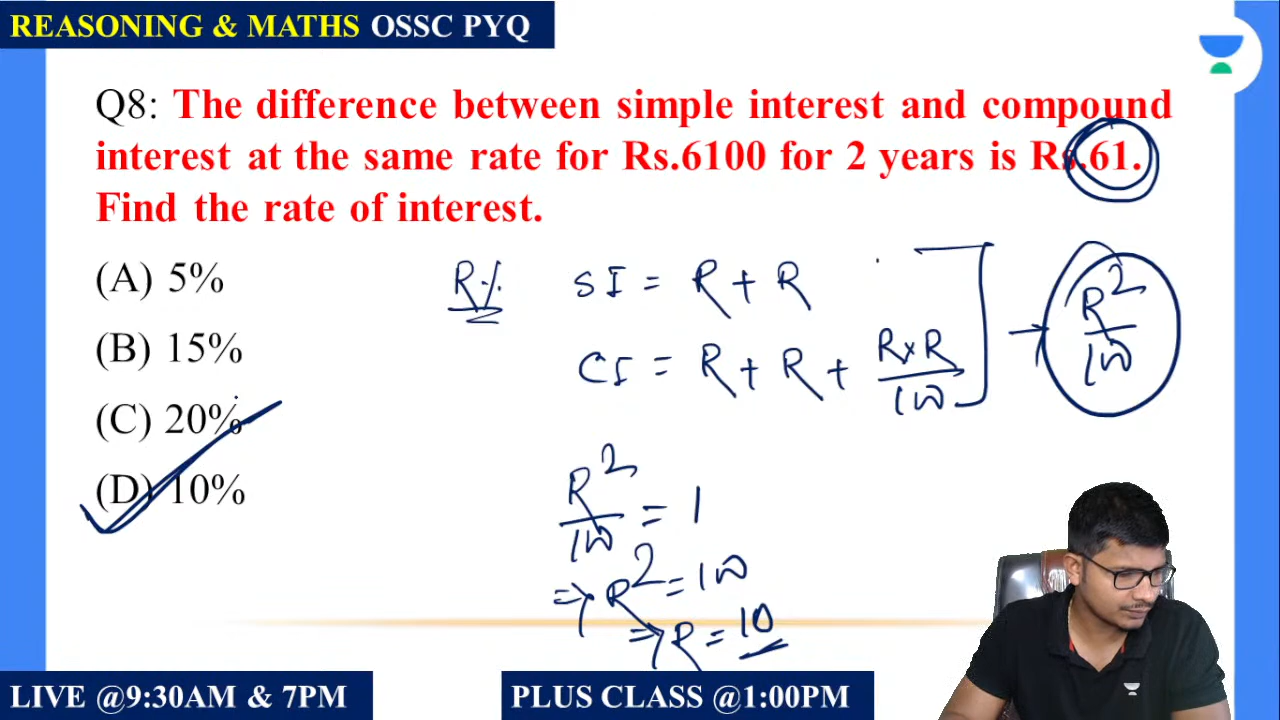 REASONING & MATHS OSSC PYQ
Q8: The difference between simple interest and compound
interest at the same rate for Rs.6100 for 2 years is Rs.61.
Find the rate of interest.
(A) 5%
(B) 15%
(C) 20%
(D) 10%
R%
SI = R + R
CI = R + R + R×R/100
→ R²/100
R²/100 = 1
⇒ R² = 100
⇒ R = 10
LIVE @9:30AM & 7PM
PLUS CLASS @1:00PM